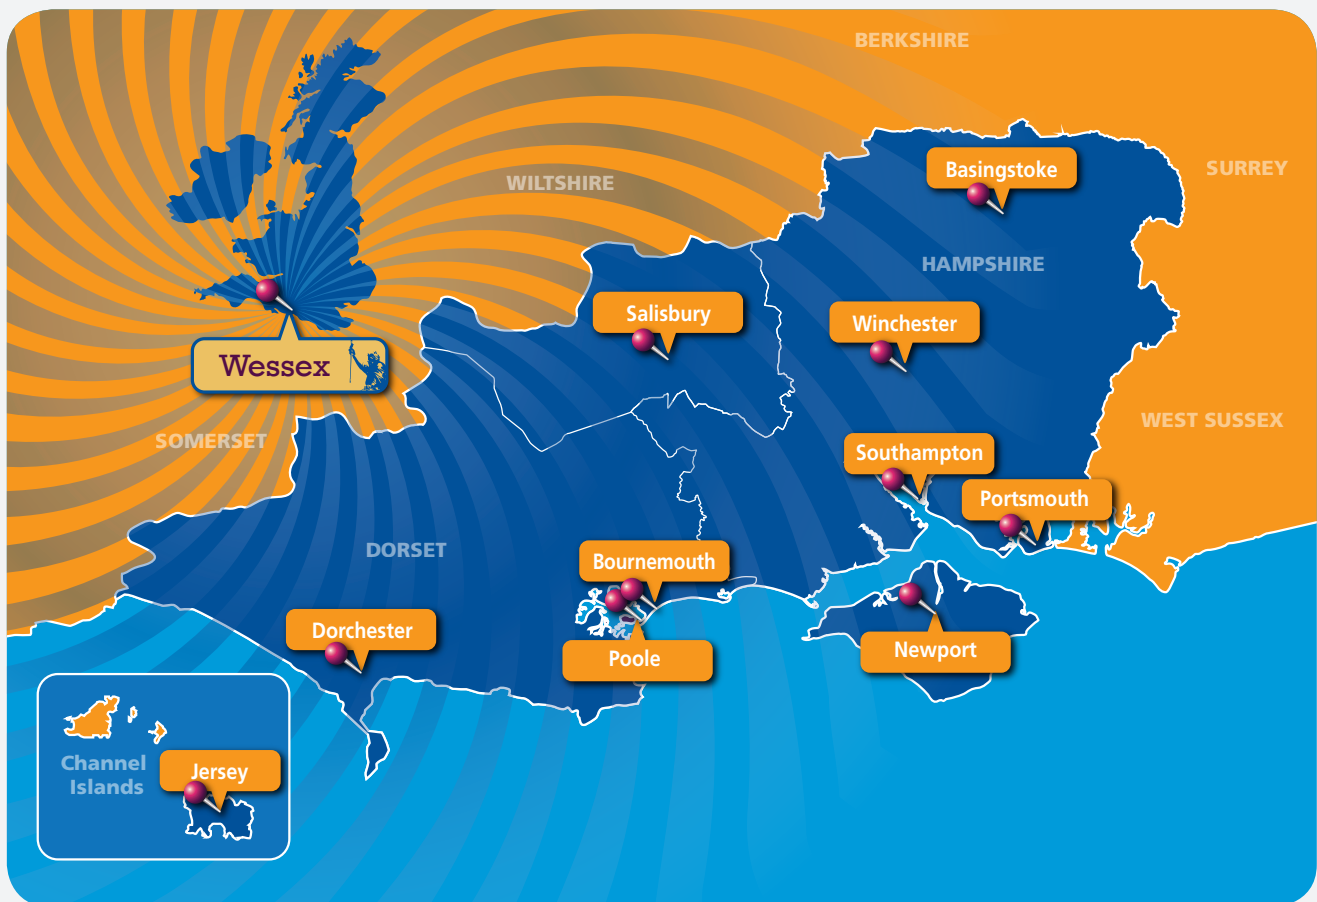 BERKSHIRE
Basingstoke
SURREY
WILTSHIRE
HAMPSHIRE
Salisbury
Winchester
Wessex
WEST SUSSEX
SOMERSET
Southampton
Portsmouth
DORSET
Bournemouth
Dorchester
Poole
Newport
Channel
Islands
Jersey